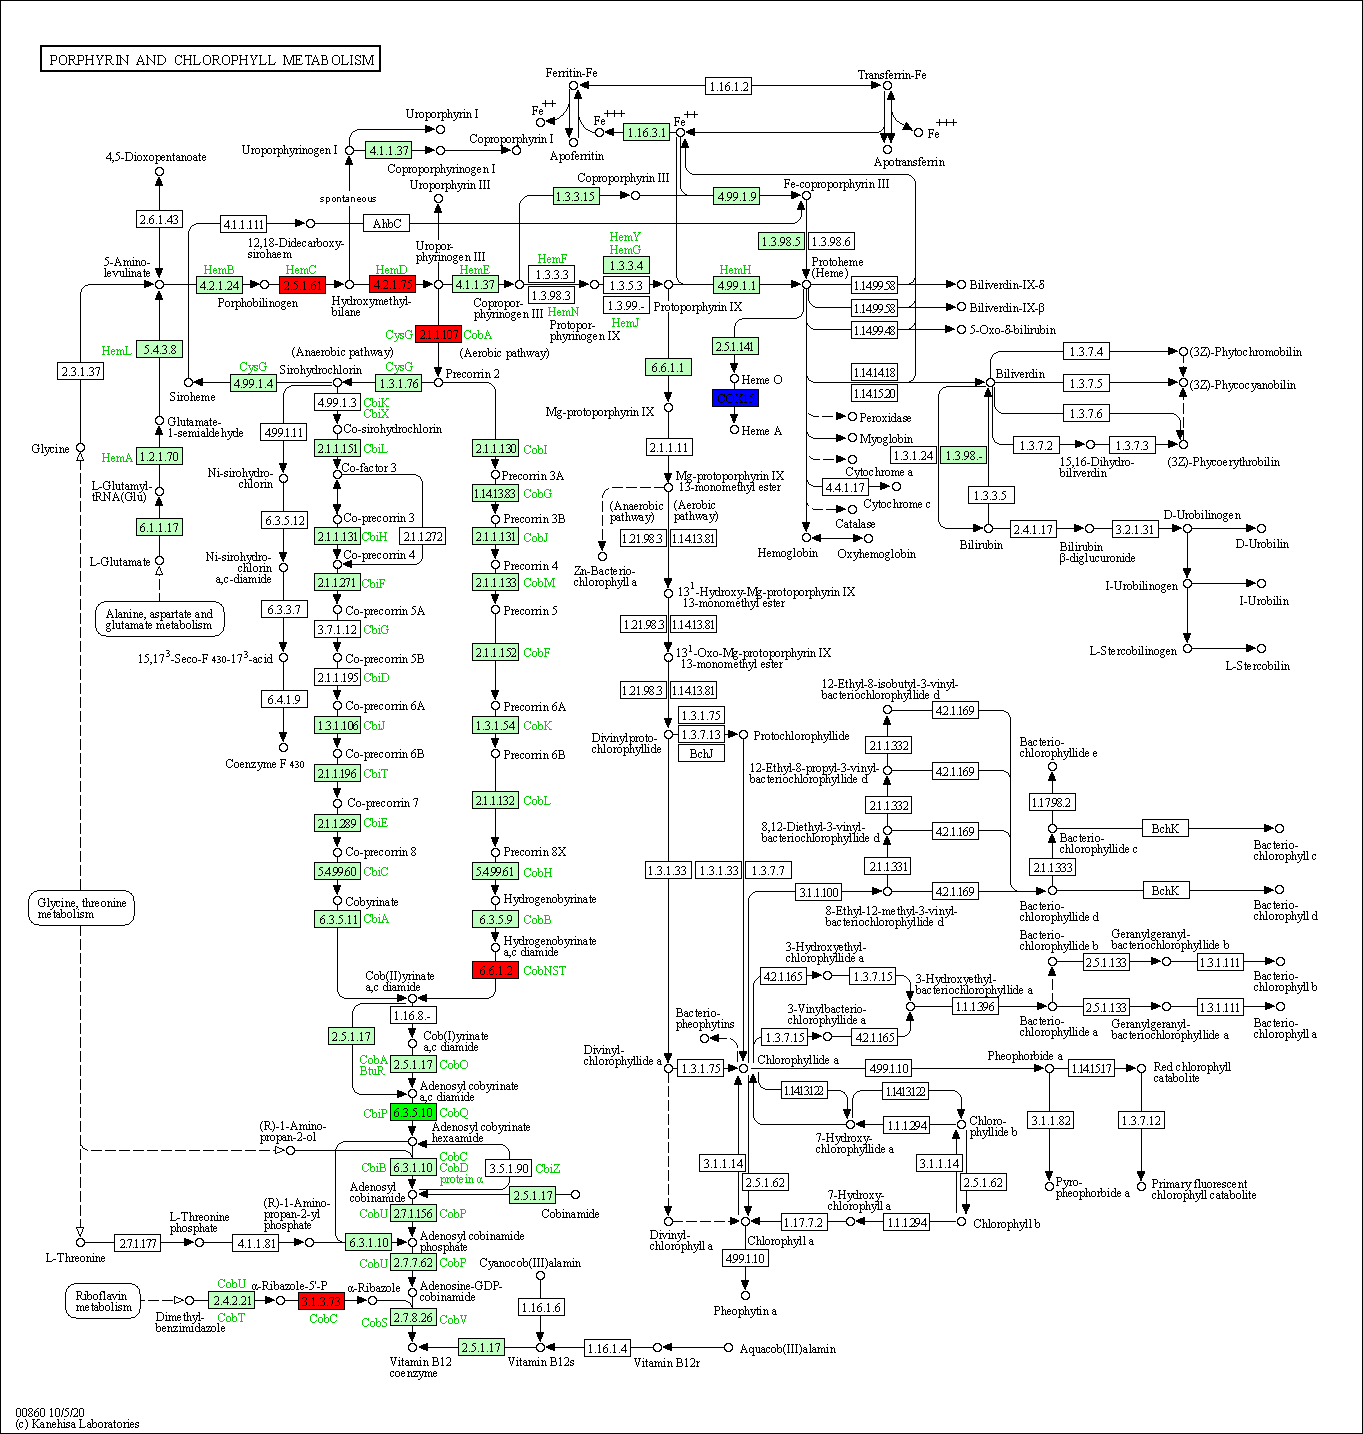 PORPHYRIN AND CHLOROPHYLL METABOLISM
Ferritin-Fe
1.16.1.2
Transferrin-Fe
Fe++
Fe+++
1.16.3.1
Fe++
Fe+++
Apoferritin
Apotransferrin
Uroporphyrin I
Uroporphyrinogen I
4.1.1.37
Coproporphyrin I
Coproporphyrinogen I
Uroporphyrin III
4,5-Dioxopentanoate
spontaneous
Coproporphyrin III
1.3.3.15
4.99.1.9
Fe-coproporphyrin III
2.6.1.43
4.1.1.111
AhbC
12,18-Didecarboxy-
sirohaem
Uropor-
phyrinogen III
HemY
HemG
1.3.98.5
1.3.98.6
5-Amino-
levulinate
HemB
HemC
HemD
HemE
HemF
1.3.3.4
HemH
Protoheme
(Heme)
4.2.1.24
2.5.1.61
4.2.1.75
4.1.1.37
1.3.3.3
1.3.5.3
4.99.1.1
1.3.98.3
1.3.99.-
Porphobilinogen
Hydroxymethyl-
bilane
Copropor-
phyrinogen III
HemN
HemJ
Protopor-
phyrinogen IX
Protoporphyrin IX
1.14.99.58
Biliverdin-IX-δ
1.14.99.58
Biliverdin-IX-β
1.14.99.48
5-Oxo-δ-bilirubin
CysG
2.1.1.107
CobA
HemL
5.4.3.8
(Anaerobic pathway)
(Aerobic pathway)
2.3.1.37
CysG
Sirohydrochlorin
CysG
4.99.1.4
1.3.1.76
Precorrin 2
Siroheme
2.5.1.141
Heme O
COX15
Heme A
6.6.1.1
Mg-protoporphyrin IX
2.1.1.11
1.14.14.18
1.14.15.20
Biliverdin
1.3.7.4
(3Z)-Phytochromobilin
1.3.7.5
(3Z)-Phycocyanobilin
1.3.7.6
1.3.7.2
1.3.7.3
15,16-Dihydro-
biliverdin
(3Z)-Phycoerythrobilin
Peroxidase
Myoglobin
Cytochrome a
4.4.1.17
Cytochrome c
Catalase
Hemoglobin
Oxyhemoglobin
1.3.1.24
1.3.98.-
1.3.3.5
Bilirubin
2.4.1.17
Bilirubin
β-diglucuronide
3.2.1.31
D-Urobilinogen
D-Urobilin
I-Urobilinogen
I-Urobilin
L-Stercobilinogen
L-Stercobilin
Glycine
Glutamate-
1-semialdehyde
HemA
1.2.1.70
L-Glutamyl-
tRNA(Glu)
6.1.1.17
L-Glutamate
Alanine, aspartate and
glutamate metabolism
4.99.1.3
CbiK
CbiX
4.99.1.11
Co-sirohydrochlorin
2.1.1.151
CbiL
Co-factor 3
Ni-sirohydro-
chlorin
6.3.5.12
Co-precorrin 3
2.1.1.131
CbiH
2.1.1.272
Co-precorrin 4
Ni-sirohydro-
chlorin
a,c-diamide
2.1.1.271
CbiF
6.3.3.7
Co-precorrin 5A
3.7.1.12
CbiG
15,17³-Seco-F 430-17³-acid
Co-precorrin 5B
2.1.1.195
CbiD
6.4.1.9
Co-precorrin 6A
1.3.1.106
CbiJ
Coenzyme F 430
Co-precorrin 6B
2.1.1.196
CbiT
Co-precorrin 7
2.1.1.289
CbiE
Co-precorrin 8
5.4.99.60
CbiC
Cobyrinate
6.3.5.11
CbiA
2.1.1.130
CobI
Precorrin 3A
1.14.13.83
CobG
Precorrin 3B
2.1.1.131
CobJ
Precorrin 4
2.1.1.133
CobM
Precorrin 5
2.1.1.152
CobF
Precorrin 6A
1.3.1.54
CobK
Precorrin 6B
2.1.1.132
CobL
Precorrin 8X
5.4.99.61
CobH
Hydrogenobyrinate
6.3.5.9
CobB
Hydrogenobyrinate
a,c diamide
6.6.1.2
CobNST
Mg-protoporphyrin IX
13-monomethyl ester
(Anaerobic
pathway)
(Aerobic
pathway)
1.21.98.3
1.14.13.81
Zn-Bacterio-
chlorophyll a
13¹-Hydroxy-Mg-protoporphyrin IX
13-monomethyl ester
1.21.98.3
1.14.13.81
13¹-Oxo-Mg-protoporphyrin IX
13-monomethyl ester
1.21.98.3
1.14.13.81
1.3.1.75
Divinylproto-
chlorophyllide
1.3.7.13
BchJ
Protochlorophyllide
1.3.1.33
1.3.1.33
1.3.7.7
12-Ethyl-8-isobutyl-3-vinyl-
bacteriochlorophyllide d
4.2.1.169
2.1.1.332
12-Ethyl-8-propyl-3-vinyl-
bacteriochlorophyllide d
4.2.1.169
2.1.1.332
8,12-Diethyl-3-vinyl-
bacteriochlorophyllide d
4.2.1.169
2.1.1.331
3.1.1.100
4.2.1.169
8-Ethyl-12-methyl-3-vinyl-
bacteriochlorophyllide d
Bacterio-
chlorophyllide e
1.17.98.2
Bacterio-
chlorophyllide c
BchK
Bacterio-
chlorophyll c
2.1.1.333
BchK
Bacterio-
chlorophyllide d
Bacterio-
chlorophyll d
3-Hydroxyethyl-
chlorophyllide a
4.2.1.165
1.3.7.15
3-Vinylbacterio-
chlorophyllide a
1.3.7.15
4.2.1.165
3-Hydroxyethyl-
bacteriochlorophyllide a
1.1.1.396
Bacterio-
chlorophyllide b
Geranylgeranyl-
bacteriochlorophyllide b
2.5.1.133
1.3.1.111
Bacterio-
chlorophyll b
2.5.1.133
1.3.1.111
Bacterio-
chlorophyllide a
Geranylgeranyl-
bacteriochlorophyllide a
Bacterio-
chlorophyll a
Glycine, threonine
metabolism
Cob(II)yrinate
a,c diamide
1.16.8.-
2.5.1.17
Cob(I)yrinate
a,c diamide
CobA
BtuR
2.5.1.17
CobO
Adenosyl cobyrinate
a,c diamide
CbiP
6.3.5.10
CobQ
Adenosyl cobyrinate
hexaamide
(R)-1-Amino-
propan-2-ol
CbiB
6.3.1.10
CobC
CobD
protein α
3.5.1.90
CbiZ
Adenosyl
cobinamide
2.5.1.17
Cobinamide
CobU
2.7.1.156
CobP
L-Threonine
L-Threonine
phosphate
(R)-1-Amino-
propan-2-yl
phosphate
2.7.1.177
4.1.1.81
6.3.1.10
Adenosyl cobinamide
phosphate
CobU
2.7.7.62
CobP
Riboflavin
metabolism
CobU
α-Ribazole-5'-P
α-Ribazole
Adenosine-GDP-
cobinamide
2.4.2.21
3.1.3.73
Dimethyl-
benzimidazole
CobT
CobC
CobS
2.7.8.26
CobV
Cyanocob(III)alamin
1.16.1.6
2.5.1.17
1.16.1.4
Vitamin B12
coenzyme
Vitamin B12s
Vitamin B12r
Aquacob(III)alamin
Bacterio-
pheophytins
Divinyl-
chlorophyllide a
1.3.1.75
Chlorophyllide a
4.99.1.10
Pheophorbide a
1.14.15.17
Red chlorophyll
catabolite
1.14.13.122
1.14.13.122
1.1.1.294
7-Hydroxy-
chlorophyllide
Chloro-
phyllide b
1.3.1.82
1.3.7.12
3.1.1.14
2.5.1.62
3.1.1.14
2.5.1.62
Pyro-
pheophorbide a
Primary fluorescent
chlorophyll catabolite
7-Hydroxy-
chlorophyll a
1.17.7.2
1.1.1.294
Chlorophyll b
Divinyl-
chlorophyll a
Chlorophyll a
4.99.1.10
Pheophytin a
00860 10/5/20
(c) Kanehisa Laboratories